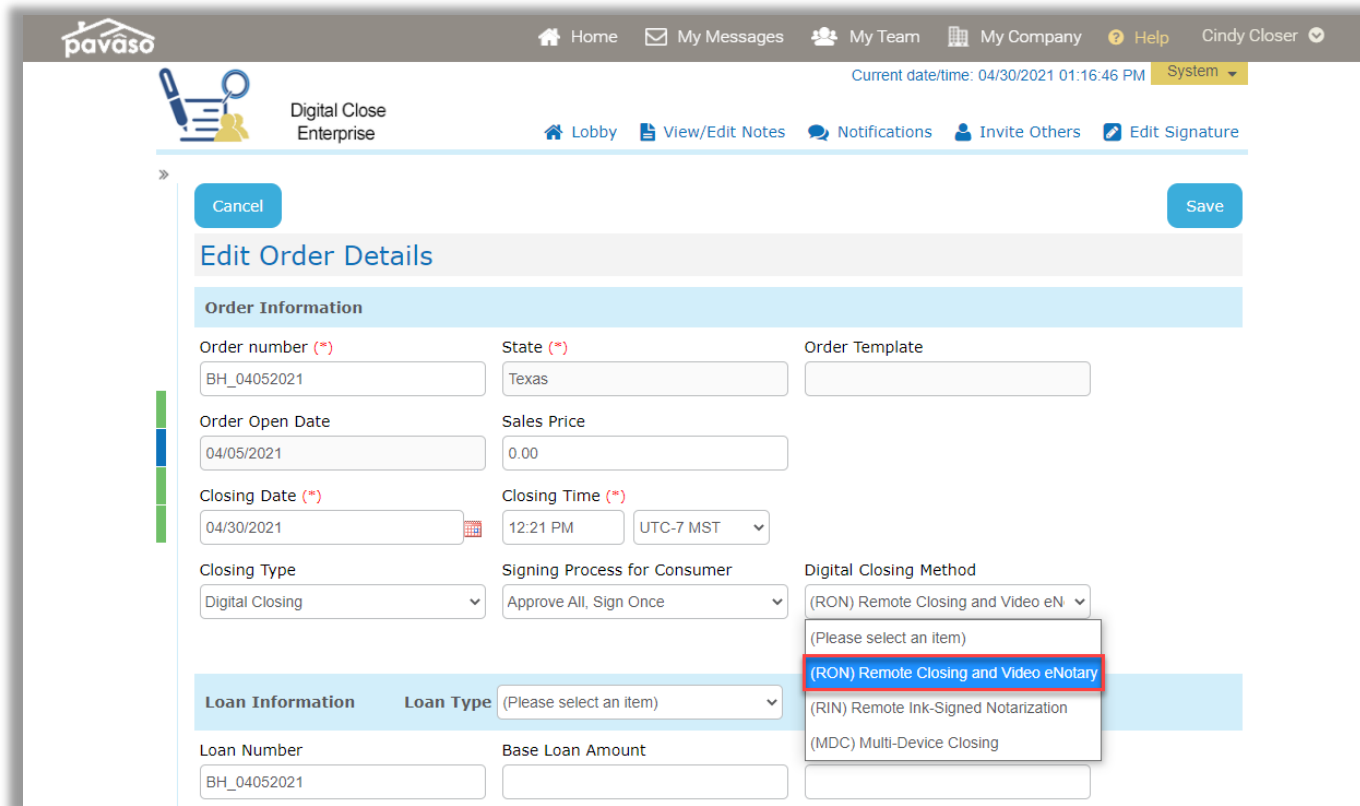 pavâso
Home My Messages My Team My Company Help Cindy Closer
Current date/time: 04/30/2021 01:16:46 PM System
Digital Close
Enterprise
Lobby View/Edit Notes Notifications Invite Others Edit Signature
»
Cancel Save
Edit Order Details
Order Information
Order number (*) State (*) Order Template
BH_04052021 Texas
Order Open Date Sales Price
04/05/2021 0.00
Closing Date (*) Closing Time (*)
04/30/2021 12:21 PM UTC-7 MST
Closing Type Signing Process for Consumer Digital Closing Method
Digital Closing Approve All, Sign Once (RON) Remote Closing and Video eN
(Please select an item)
(RON) Remote Closing and Video eNotary
Loan Information Loan Type (Please select an item) (RIN) Remote Ink-Signed Notarization
(MDC) Multi-Device Closing
Loan Number Base Loan Amount
BH_04052021